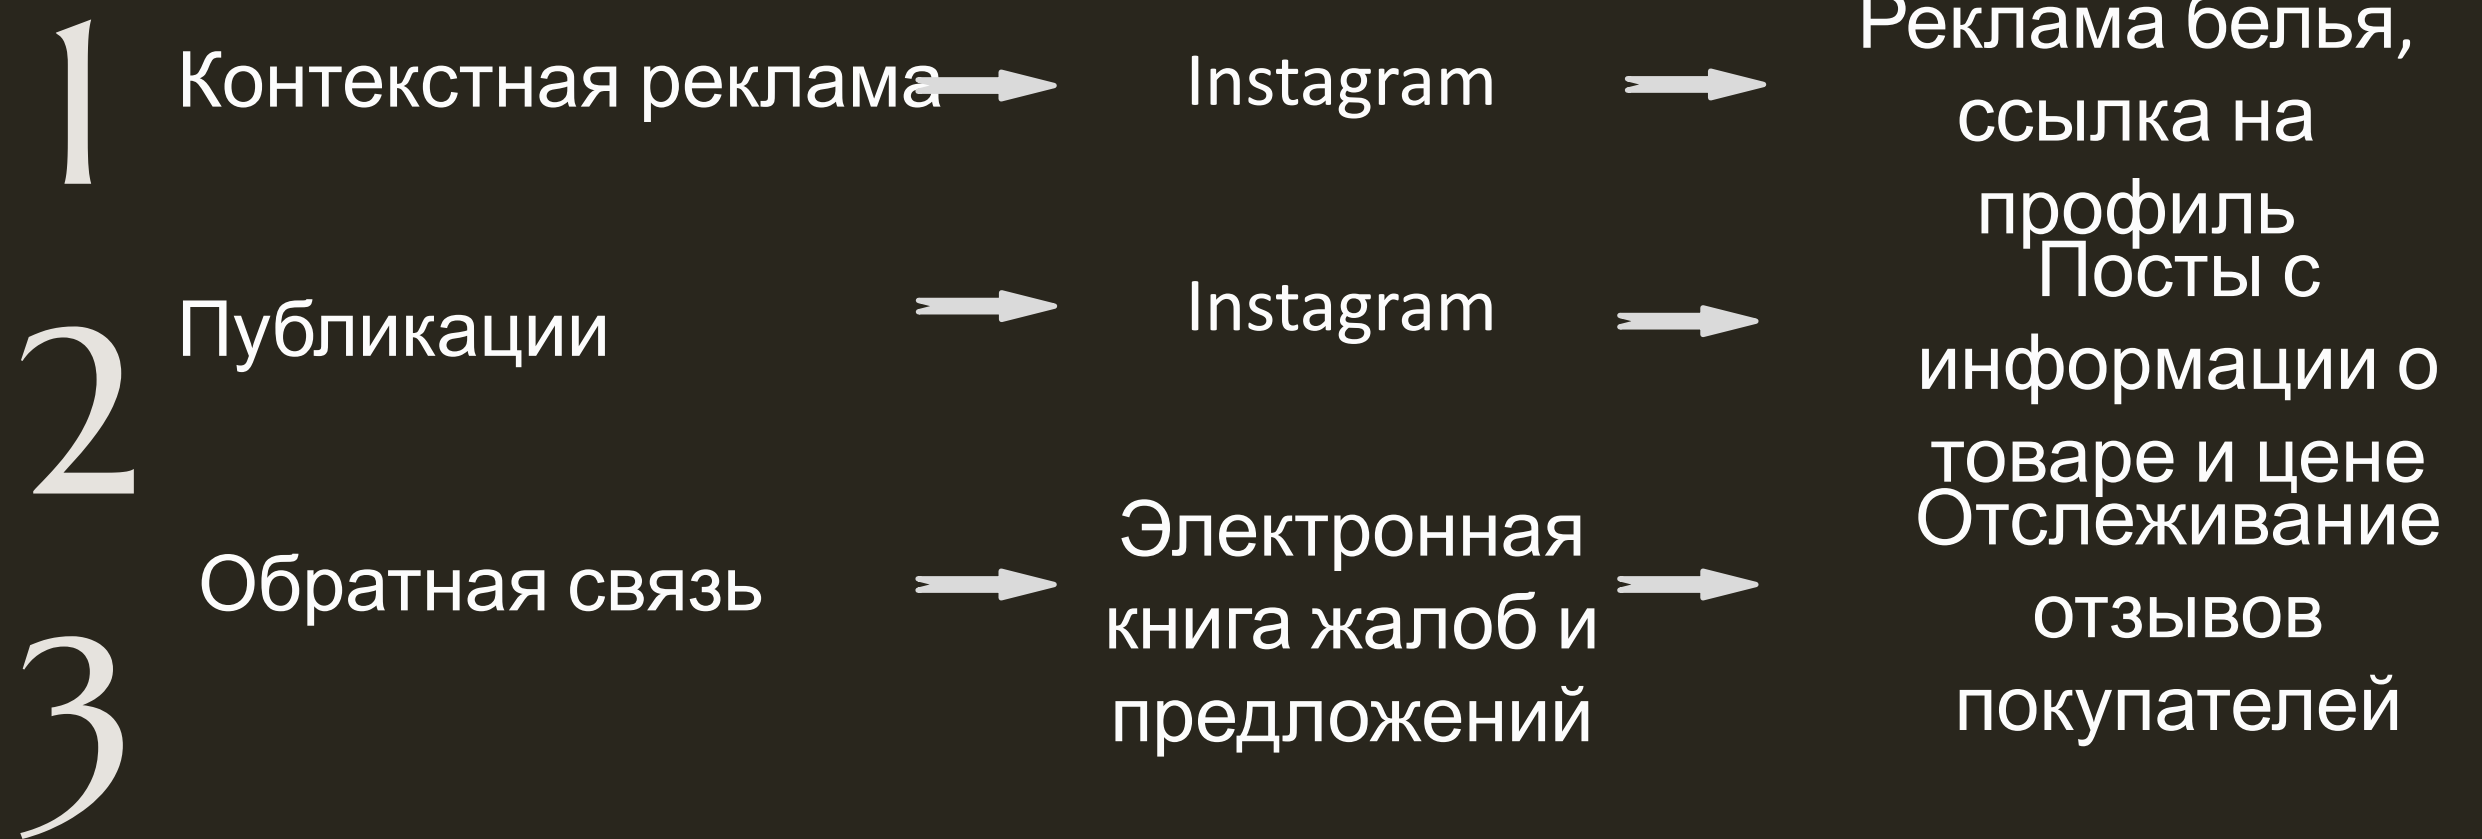 1
Контекстная реклама
Instagram
Реклама белья,
ссылка на
профиль
2
Публикации
Instagram
Посты с
информации о
товаре и цене
3
Обратная связь
Электронная
книга жалоб и
предложений
Отслеживание
отзывов
покупателей